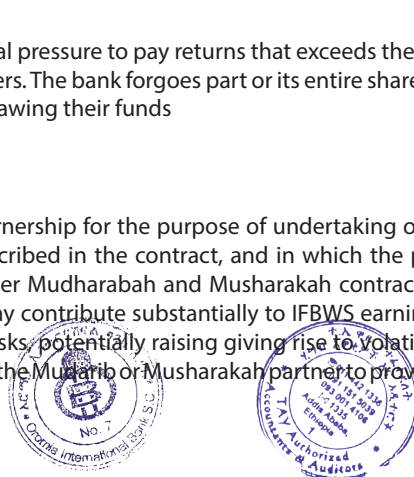 al pressure to pay returns that exceeds the
ers. The bank forgoes part or its entire share
awing their funds
rnership for the purpose of undertaking o
cribed in the contract, and in which the p
er Mudharabah and Musharakah contrac
ay contribute substantially to IFBWS earnin
sks, potentially raising giving rise to volati
the Mudarib or Musharakah partner to prov
No. 7
Oromia International Bank S.C.
Addis Ababa,
Ethiopia
1
TAY Authorized
Accountants & Auditors